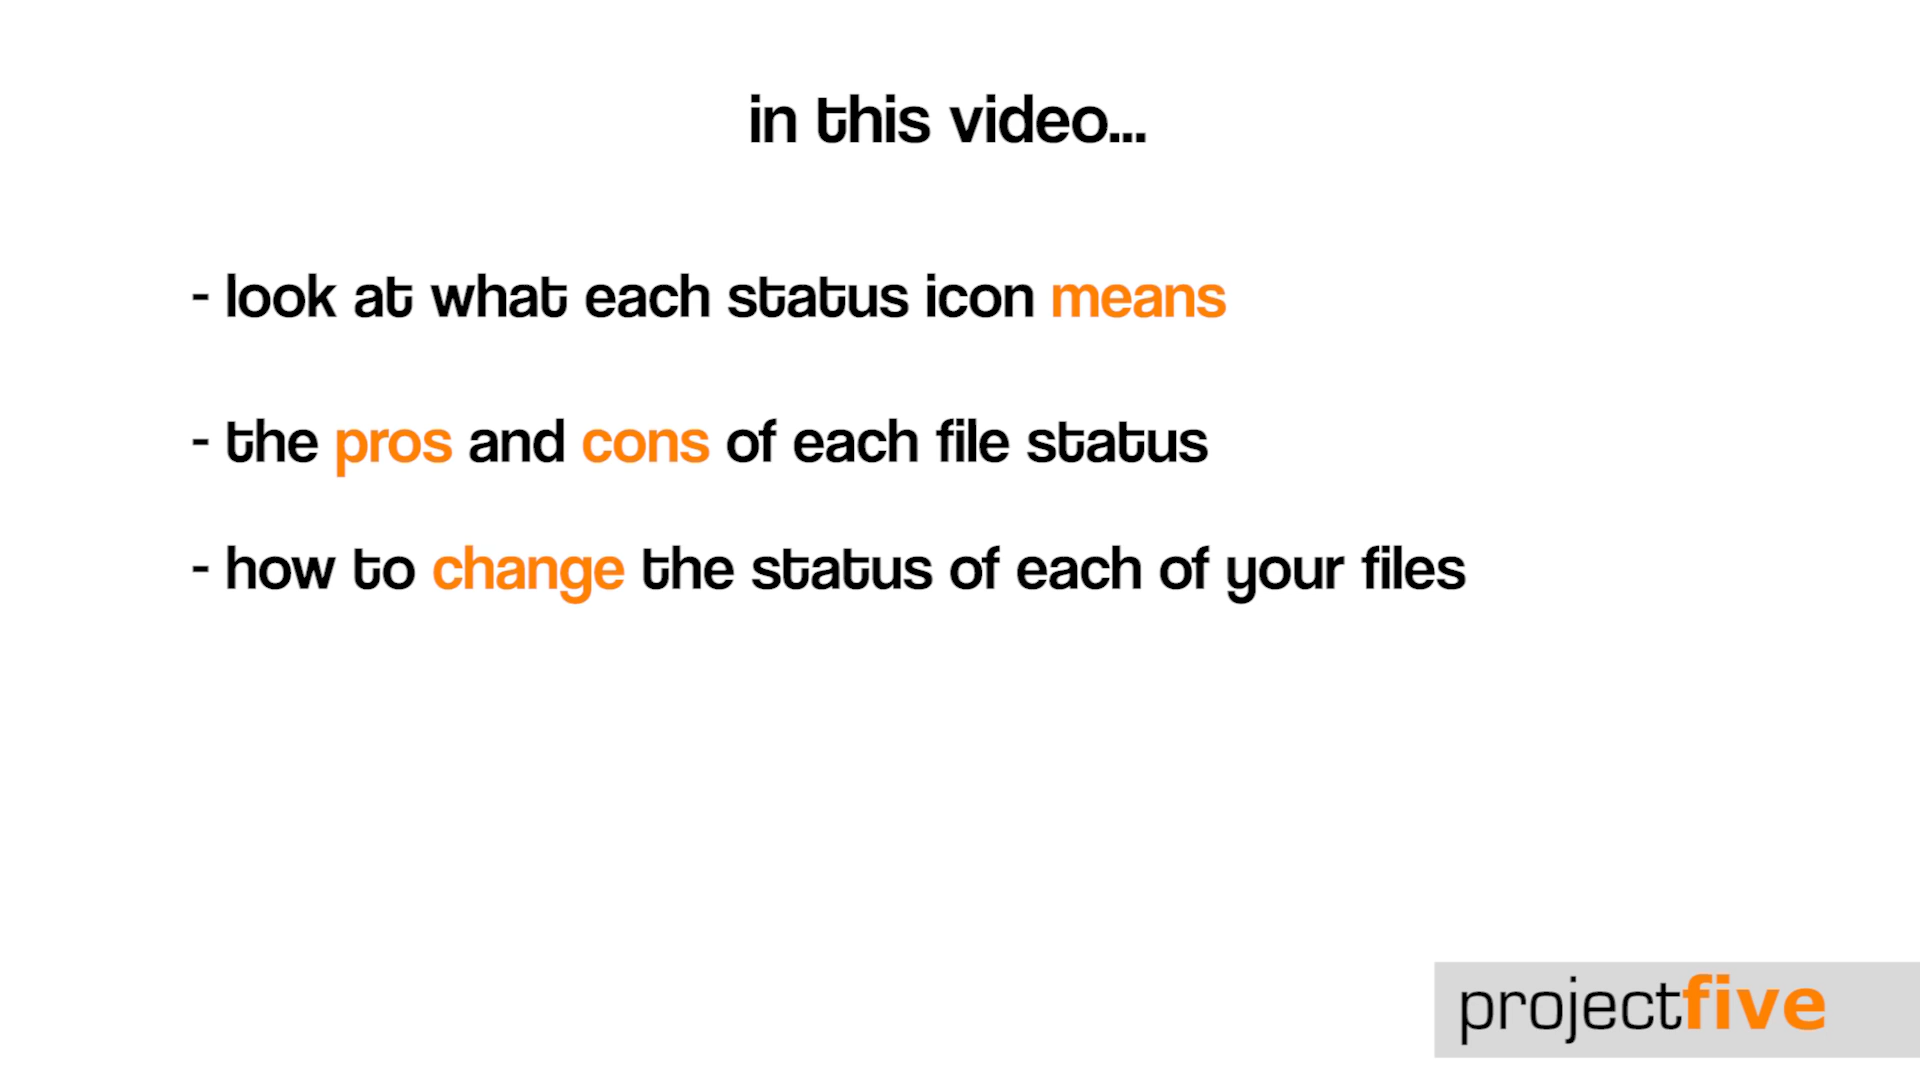 in this video...
- look at what each status icon means
- the pros and cons of each file status
- how to change the status of each of your files
projectfive